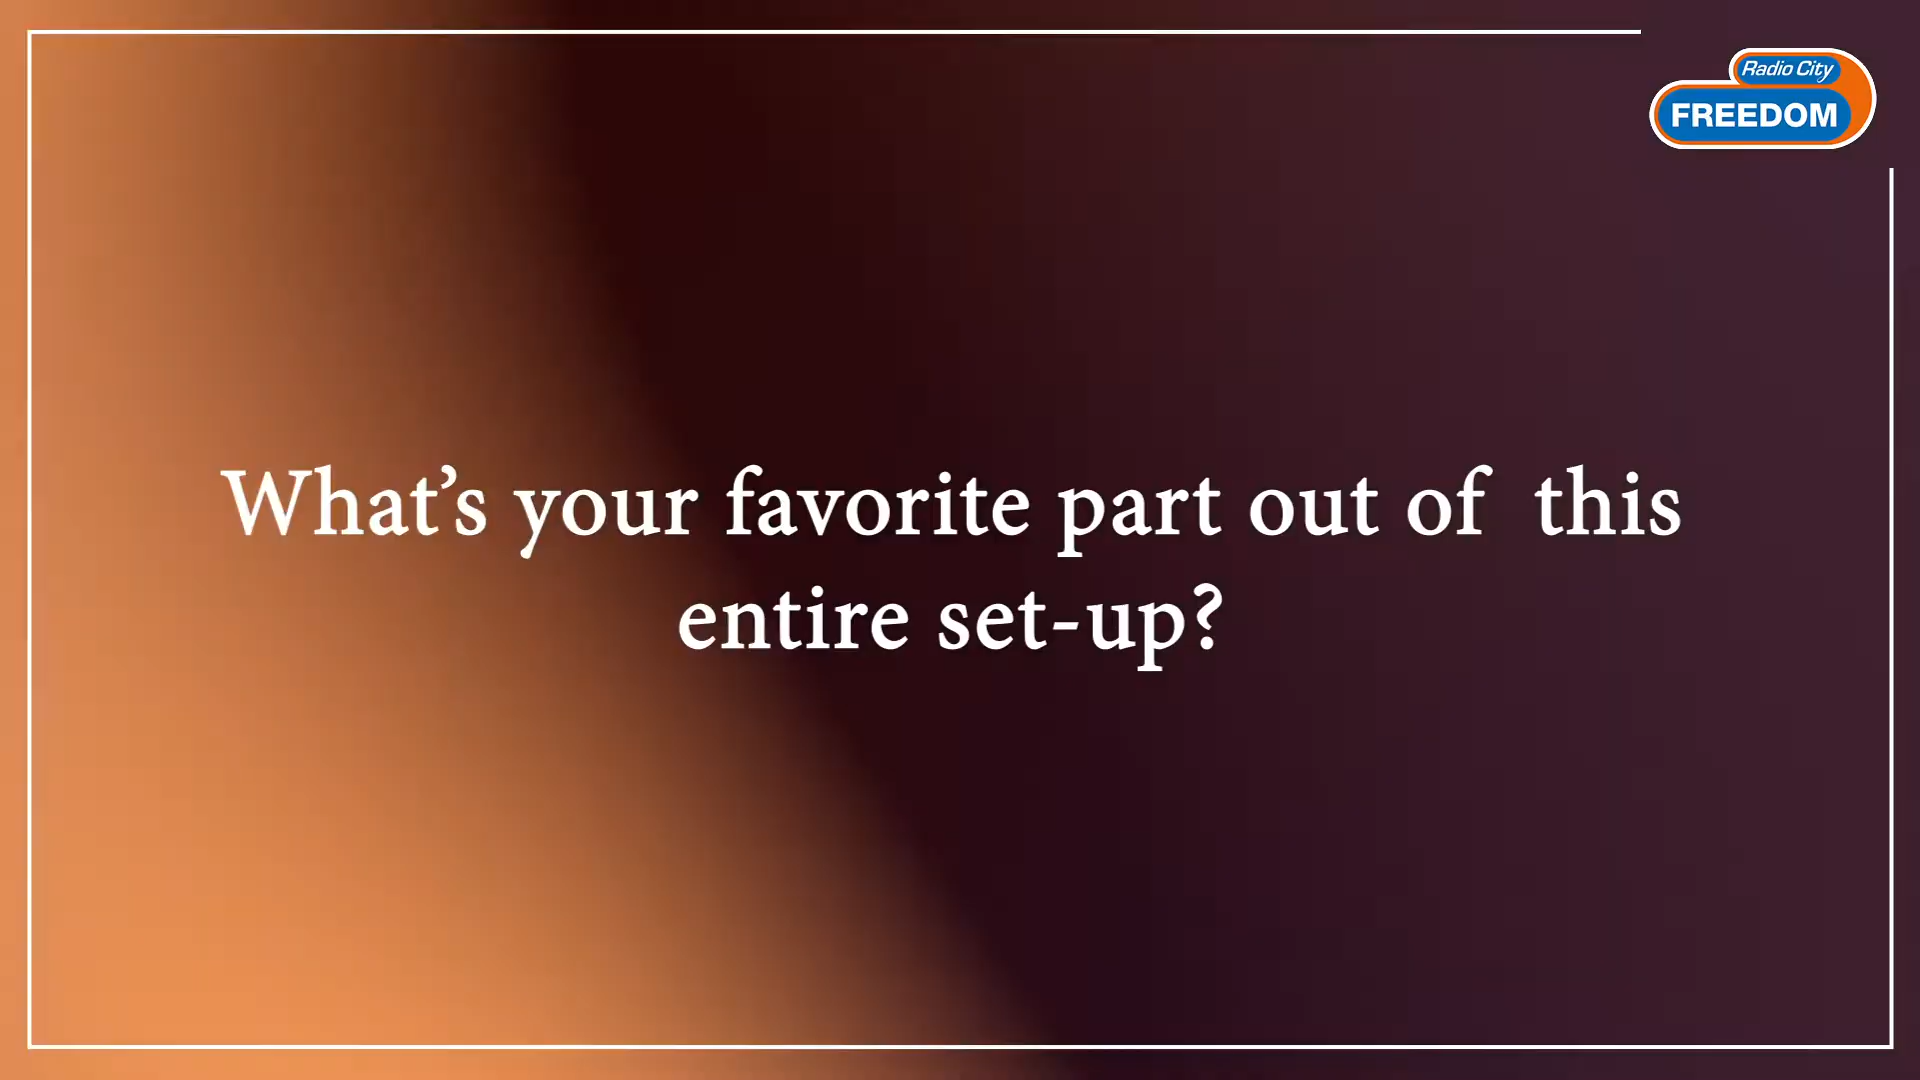 Radio City
FREEDOM
What’s your favorite part out of  this
entire set-up?